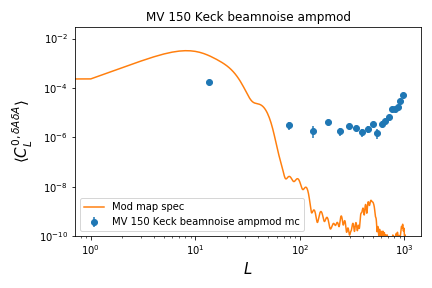 MV 150 Keck beamnoise ampmod
10⁻²
10⁻⁴
10⁻⁶
10⁻⁸
10⁻¹⁰
⟨C_L^{0,δAδA}⟩
Mod map spec
MV 150 Keck beamnoise ampmod mc
10⁰ 10¹ 10² 10³
L